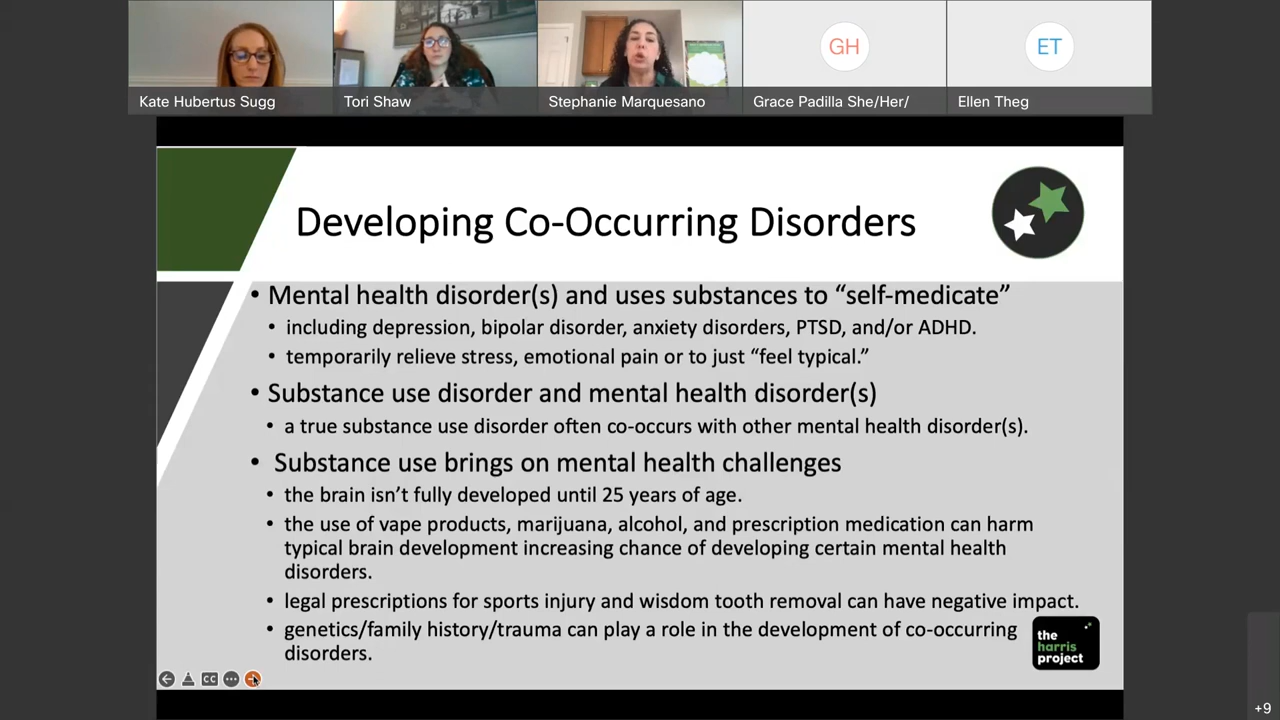 Kate Hubertus Sugg
Tori Shaw
Stephanie Marquesano
GH
Grace Padilla She/Her/
ET
Ellen Theg
Developing Co-Occurring Disorders
• Mental health disorder(s) and uses substances to “self-medicate”
• including depression, bipolar disorder, anxiety disorders, PTSD, and/or ADHD.
• temporarily relieve stress, emotional pain or to just “feel typical.”
• Substance use disorder and mental health disorder(s)
• a true substance use disorder often co-occurs with other mental health disorder(s).
• Substance use brings on mental health challenges
• the brain isn’t fully developed until 25 years of age.
• the use of vape products, marijuana, alcohol, and prescription medication can harm
typical brain development increasing chance of developing certain mental health
disorders.
• legal prescriptions for sports injury and wisdom tooth removal can have negative impact.
• genetics/family history/trauma can play a role in the development of co-occurring
disorders.
the
harris
project
CC
+9